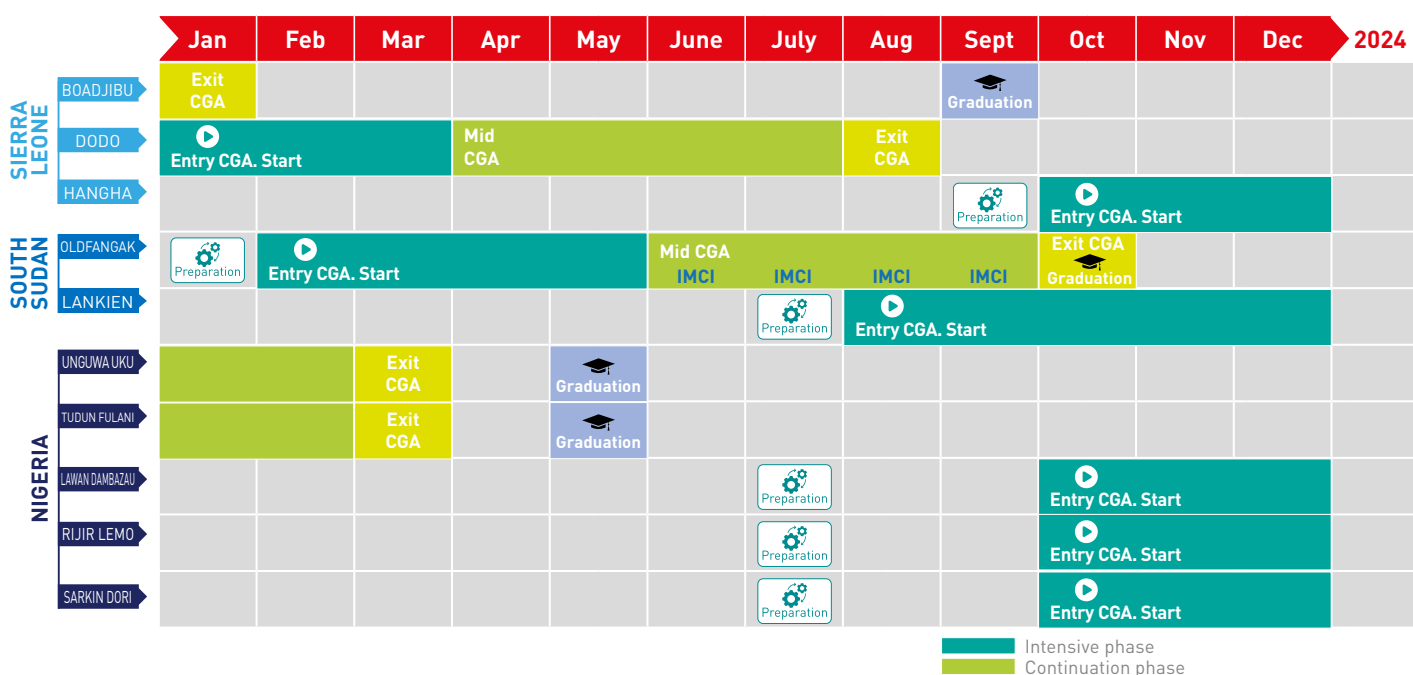 Jan Feb Mar Apr May June July Aug Sept Oct Nov Dec 2024
SIERRA
LEONE
BOADJIBU
Exit
CGA
Graduation
DODO
Entry CGA. Start
Mid
CGA
Exit
CGA
HANGHA
Preparation
Entry CGA. Start
SOUTH
SUDAN
OLDFANGAK
Preparation
Entry CGA. Start
Mid CGA
IMCI IMCI IMCI IMCI
Exit CGA
Graduation
LANKIEN
Preparation
Entry CGA. Start
NIGERIA
UNGUWA UKU
Exit
CGA
Graduation
TUDUN FULANI
Exit
CGA
Graduation
LAWAN DAMBAZAU
Preparation
Entry CGA. Start
RIJIR LEMO
Preparation
Entry CGA. Start
SARKIN DORI
Preparation
Entry CGA. Start
Intensive phase
Continuation phase